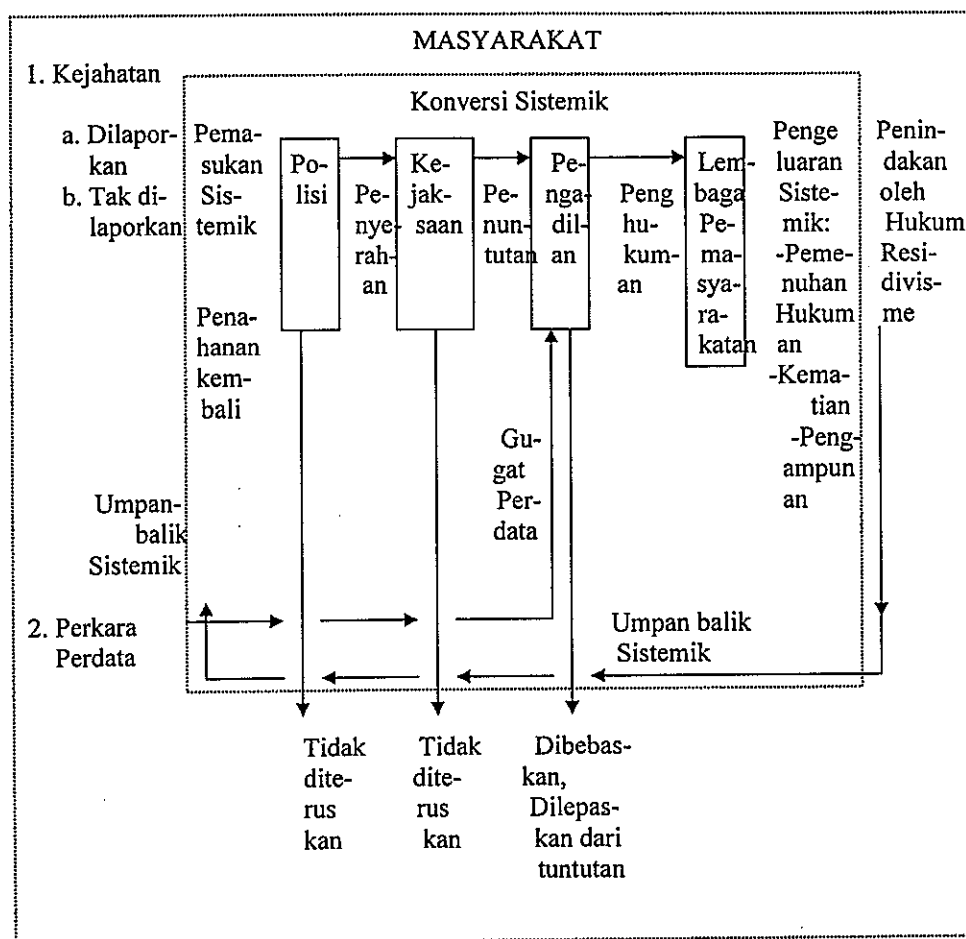 MASYARAKAT
1. Kejahatan
Konversi Sistemik
a. Dilapor-
kan
b. Tak di-
laporkan
Pema-
sukan
Sis-
temik
Po-
lisi
Pe-
nye-
rah-
an
Ke-
jak-
saan
Pe-
nun-
tutan
Pe-
nga-
dil-
an
Peng
hu-
kum-
an
Lem-
baga
Pe-
ma-
sya-
ra-
katan
Penge
luaran
Siste-
mik:
-Peme-
nuhan
Hukum
an
-Kema-
tian
-Peng-
ampun
an
Penin-
dakan
oleh
Hukum
Resi-
divis-
me
Pena-
hanan
kem-
bali
Gu-
gat
Per-
data
Umpan-
balik
Sistemik
2. Perkara
Perdata
Umpan balik
Sistemik
Tidak
dite-
rus
kan
Tidak
dite-
rus
kan
Dibebas-
kan,
Dilepas-
kan dari
tuntutan